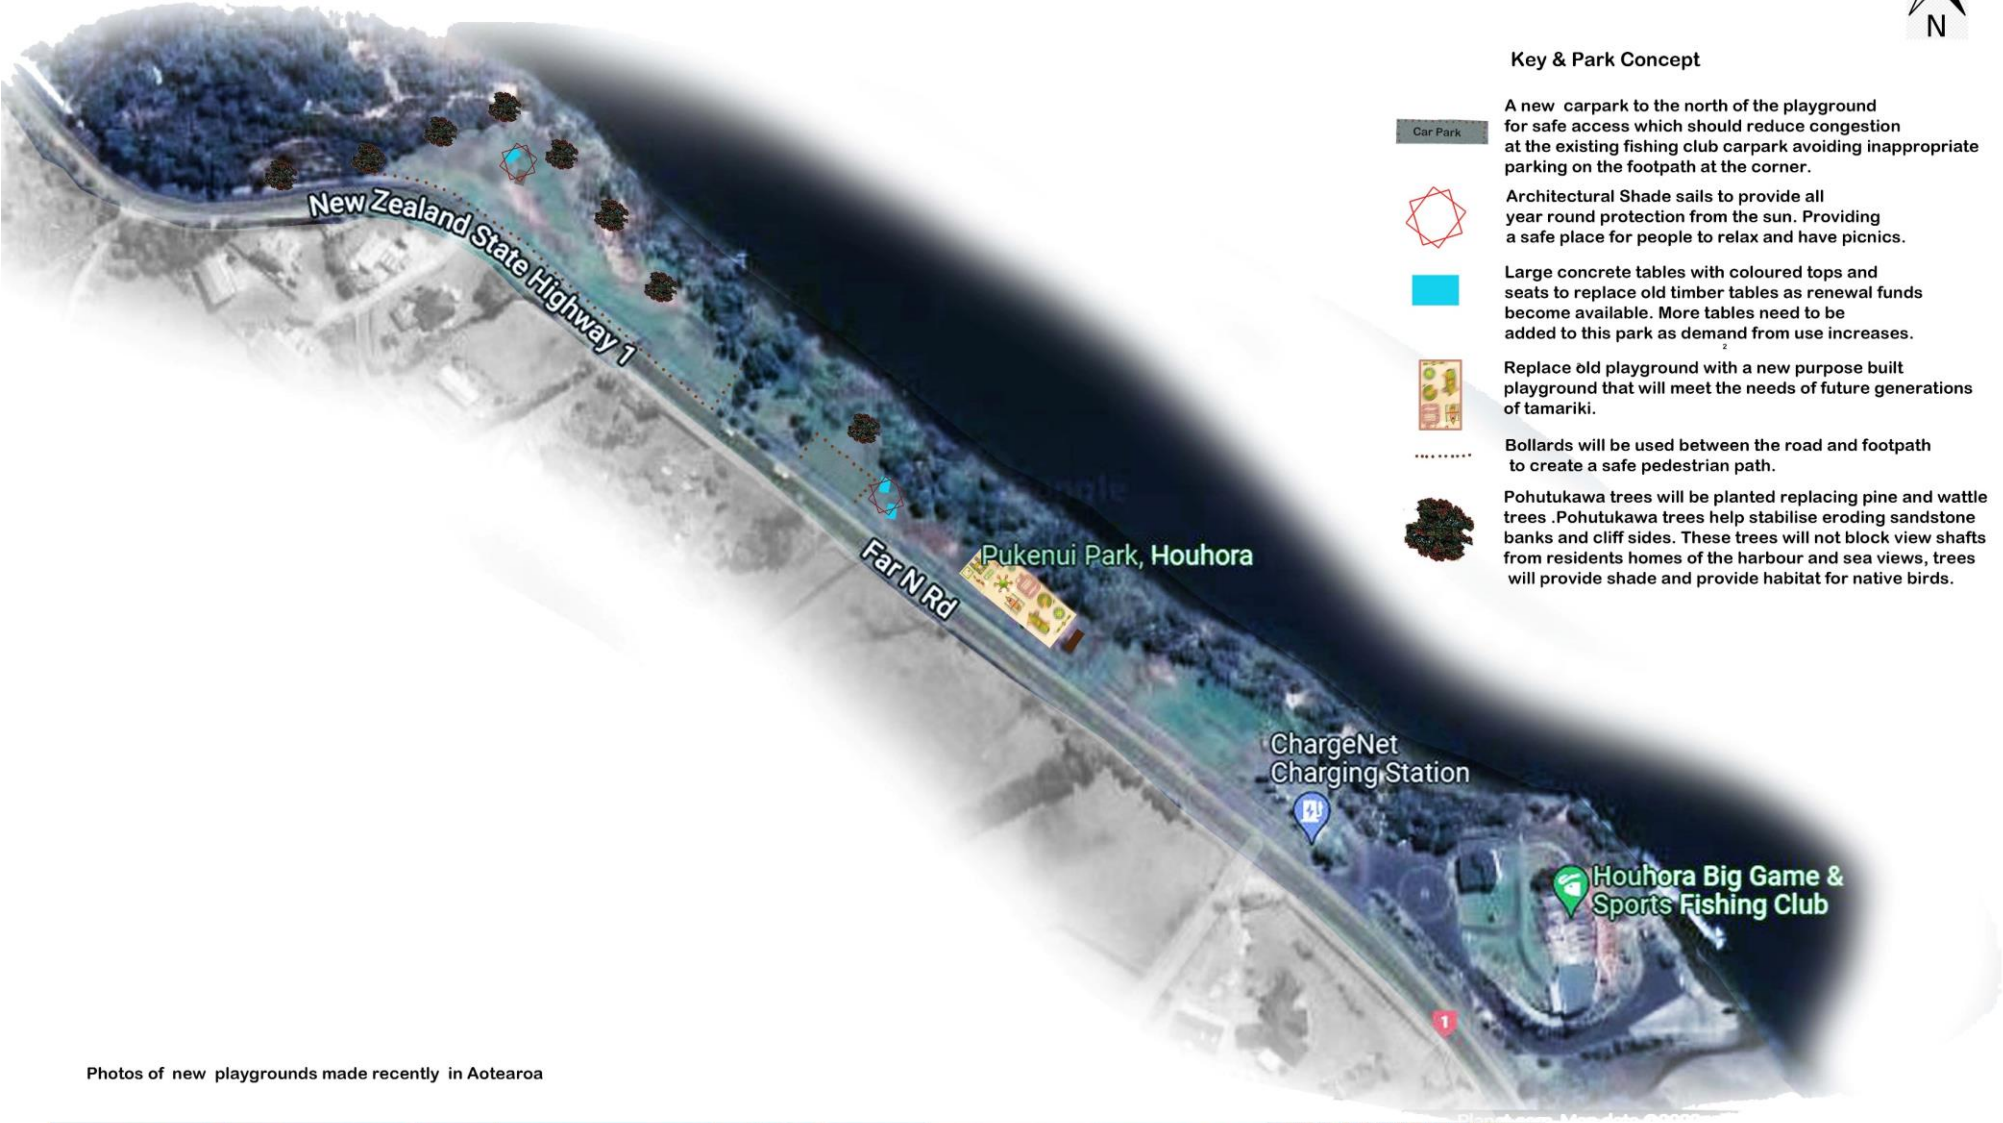 N
Key & Park Concept
Car Park
A new carpark to the north of the playground
for safe access which should reduce congestion
at the existing fishing club carpark avoiding inappropriate
parking on the footpath at the corner.
Architectural Shade sails to provide all
year round protection from the sun. Providing
a safe place for people to relax and have picnics.
Large concrete tables with coloured tops and
seats to replace old timber tables as renewal funds
become available. More tables need to be
added to this park as demand from use increases.
2
Replace old playground with a new purpose built
playground that will meet the needs of future generations
of tamariki.
Bollards will be used between the road and footpath
to create a safe pedestrian path.
Pohutukawa trees will be planted replacing pine and wattle
trees .Pohutukawa trees help stabilise eroding sandstone
banks and cliff sides. These trees will not block view shafts
from residents homes of the harbour and sea views, trees
will provide shade and provide habitat for native birds.
New Zealand State Highway 1
Far N Rd
Pukenui Park, Houhora
ChargeNet
Charging Station
Houhora Big Game &
Sports Fishing Club
1
Photos of new playgrounds made recently in Aotearoa